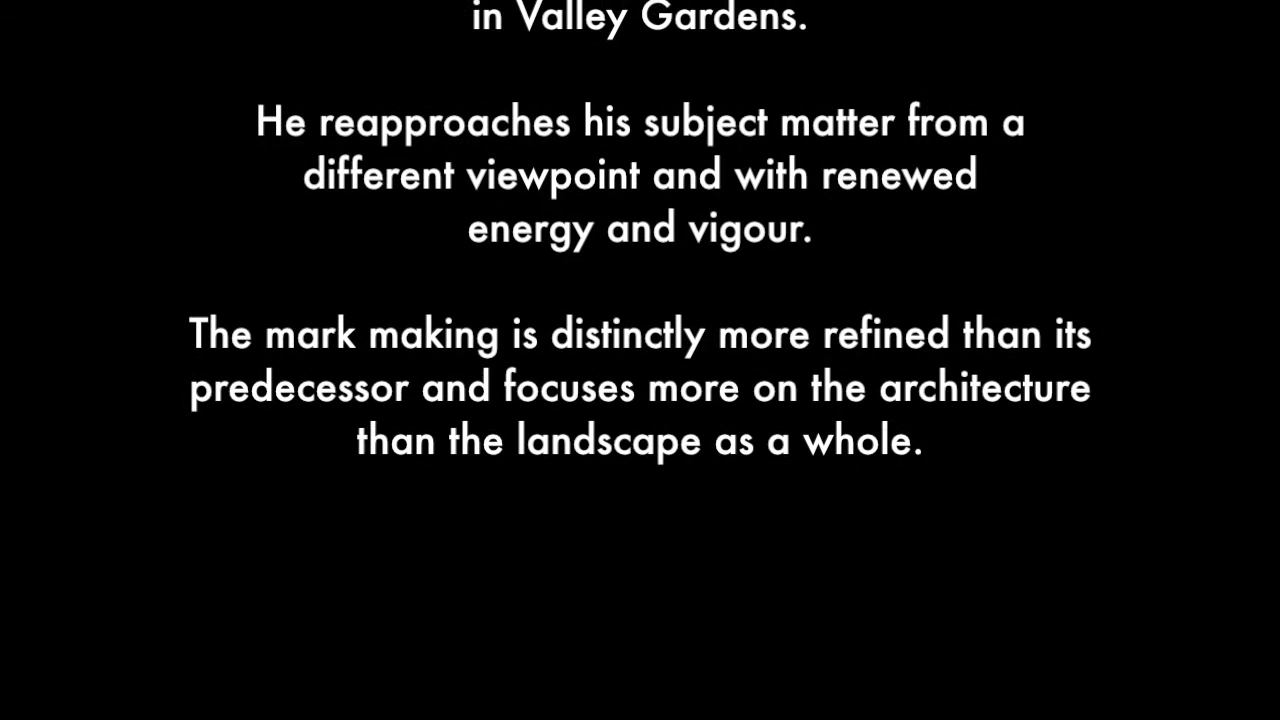 in Valley Gardens.
He reapproaches his subject matter from a
different viewpoint and with renewed
energy and vigour.
The mark making is distinctly more refined than its
predecessor and focuses more on the architecture
than the landscape as a whole.